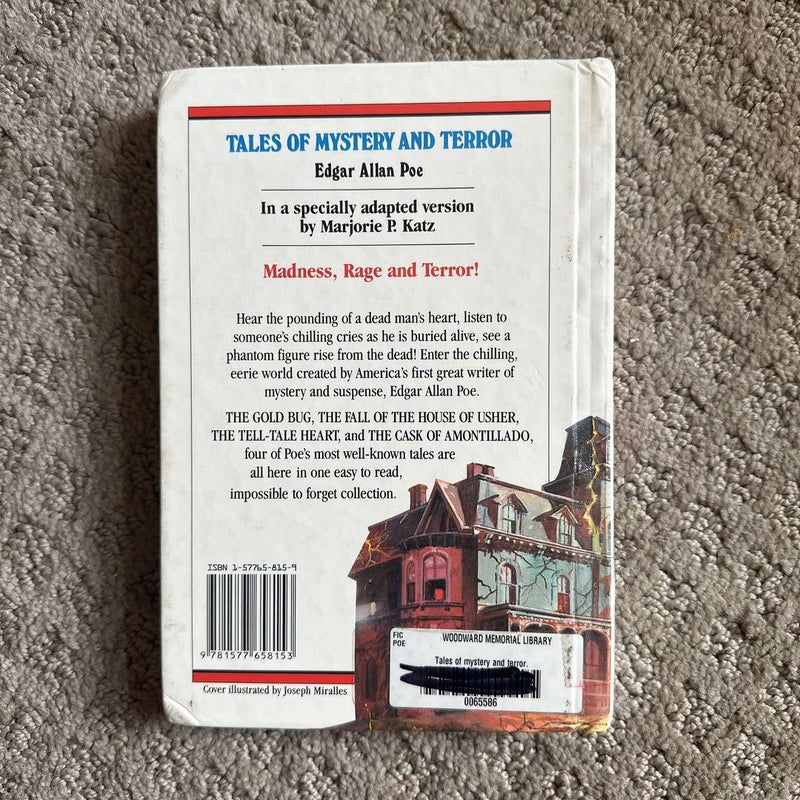 TALES OF MYSTERY AND TERROR
Edgar Allan Poe
In a specially adapted version
by Marjorie P. Katz
Madness, Rage and Terror!
Hear the pounding of a dead man's heart, listen to
someone's chilling cries as he is buried alive, see a
phantom figure rise from the dead! Enter the chilling,
eerie world created by America's first great writer of
mystery and suspense, Edgar Allan Poe.
THE GOLD BUG, THE FALL OF THE HOUSE OF USHER,
THE TELL-TALE HEART, and THE CASK OF AMONTILLADO,
four of Poe's most well-known tales are
all here in one easy to read,
impossible to forget collection.
ISBN 1-57765-815-9
9 781577 658153
Cover illustrated by Joseph Miralles
FIC
POE
WOODWARD MEMORIAL LIBRARY
Tales of mystery and terror.
0065586